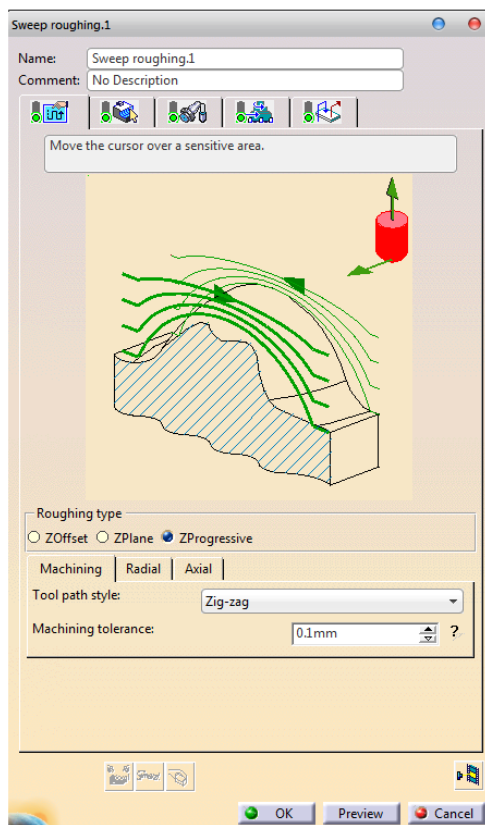 Sweep roughing.1
Name: Sweep roughing.1
Comment: No Description
Move the cursor over a sensitive area.
Roughing type
ZOffset ZPlane ZProgressive
Machining Radial Axial
Tool path style: Zig-zag
Machining tolerance: 0.1mm ?
OK Preview Cancel